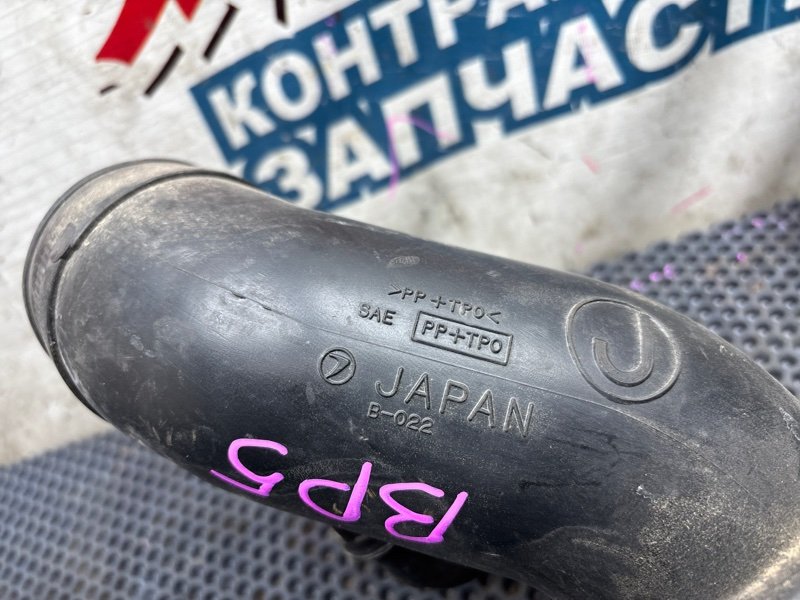 КОНТРА
ЗАПЧАСТ
>PP+TPO<
SAE PP+TPO
J
JAPAN
B-022
BP5